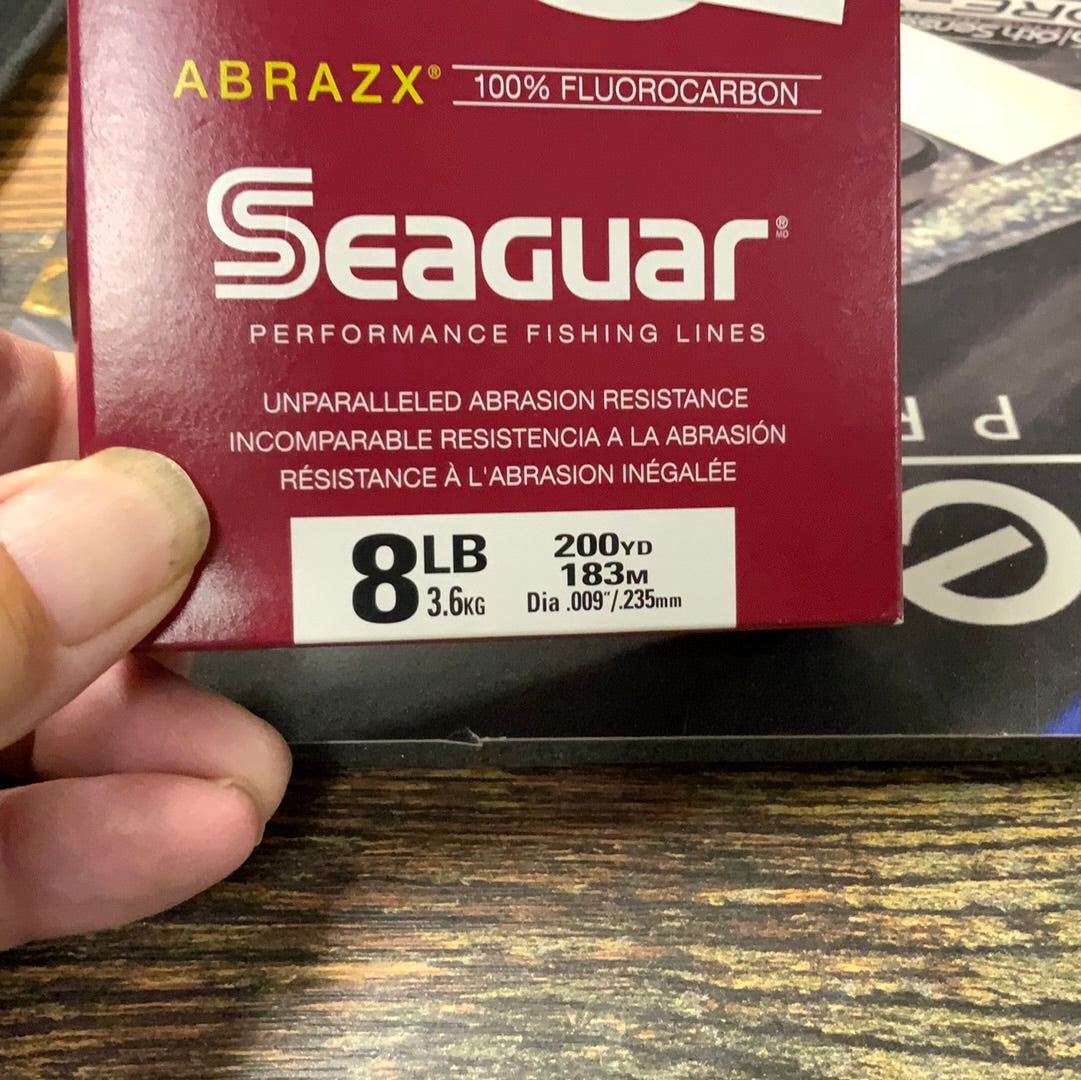 ABRAZX® 100% FLUOROCARBON
SEAGUAR® MD
PERFORMANCE FISHING LINES
UNPARALLELED ABRASION RESISTANCE
INCOMPARABLE RESISTENCIA A LA ABRASIÓN
RÉSISTANCE À L'ABRASION INÉGALÉE
8LB 200YD
3.6KG 183M
Dia .009"/.235mm